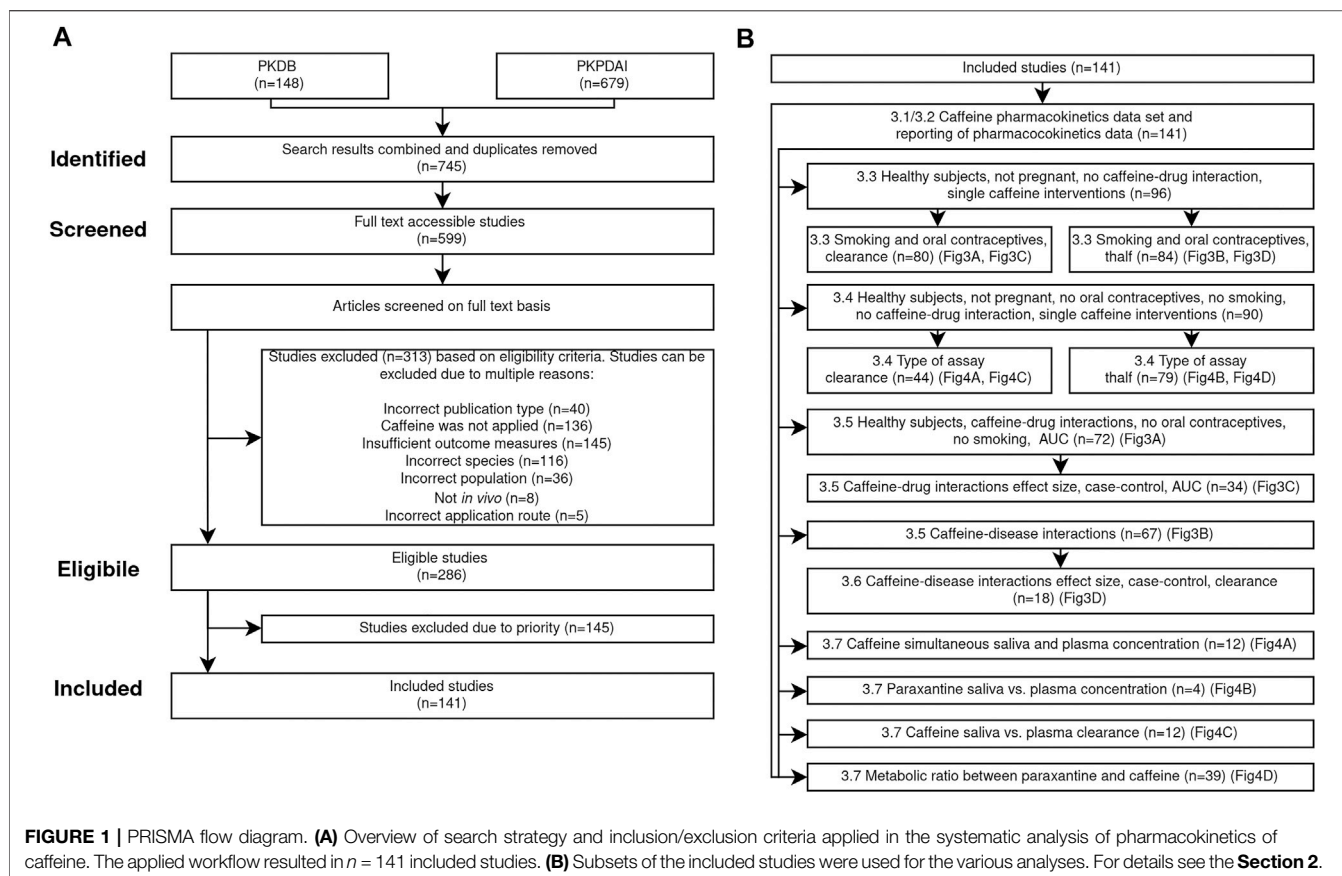 A
PKDB
(n=148)
PKPDAI
(n=679)
Identified
Search results combined and duplicates removed
(n=745)
Screened
Full text accessible studies
(n=599)
Articles screened on full text basis
Studies excluded (n=313) based on eligibility criteria. Studies can be
excluded due to multiple reasons:
Incorrect publication type (n=40)
Caffeine was not applied (n=136)
Insufficient outcome measures (n=145)
Incorrect species (n=116)
Incorrect population (n=36)
Not in vivo (n=8)
Incorrect application route (n=5)
Eligibile
Eligible studies
(n=286)
Studies excluded due to priority (n=145)
Included
Included studies
(n=141)
B
Included studies (n=141)
3.1/3.2 Caffeine pharmacokinetics data set and
reporting of pharmacocokinetics data
(n=141)
3.3 Healthy subjects, not pregnant, no caffeine-drug interaction,
single caffeine interventions (n=96)
3.3 Smoking and oral contraceptives,
clearance (n=80) (Fig3A, Fig3C)
3.3 Smoking and oral contraceptives,
thalf (n=84) (Fig3B, Fig3D)
3.4 Healthy subjects, not pregnant, no oral contraceptives, no smoking,
no caffeine-drug interaction, single caffeine interventions (n=90)
3.4 Type of assay
clearance (n=44) (Fig4A, Fig4C)
3.4 Type of assay
thalf (n=79) (Fig4B, Fig4D)
3.5 Healthy subjects, caffeine-drug interactions, no oral contraceptives,
no smoking, AUC (n=72) (Fig3A)
3.5 Caffeine-drug interactions effect size, case-control, AUC (n=34) (Fig3C)
3.5 Caffeine-disease interactions (n=67) (Fig3B)
3.6 Caffeine-disease interactions effect size, case-control, clearance
(n=18) (Fig3D)
3.7 Caffeine simultaneous saliva and plasma concentration (n=12) (Fig4A)
3.7 Paraxantine saliva vs. plasma concentration (n=4) (Fig4B)
3.7 Caffeine saliva vs. plasma clearance (n=12) (Fig4C)
3.7 Metabolic ratio between paraxantine and caffeine (n=39) (Fig4D)
FIGURE 1 | PRISMA flow diagram. (A) Overview of search strategy and inclusion/exclusion criteria applied in the systematic analysis of pharmacokinetics of
caffeine. The applied workflow resulted in n = 141 included studies. (B) Subsets of the included studies were used for the various analyses. For details see the Section 2.